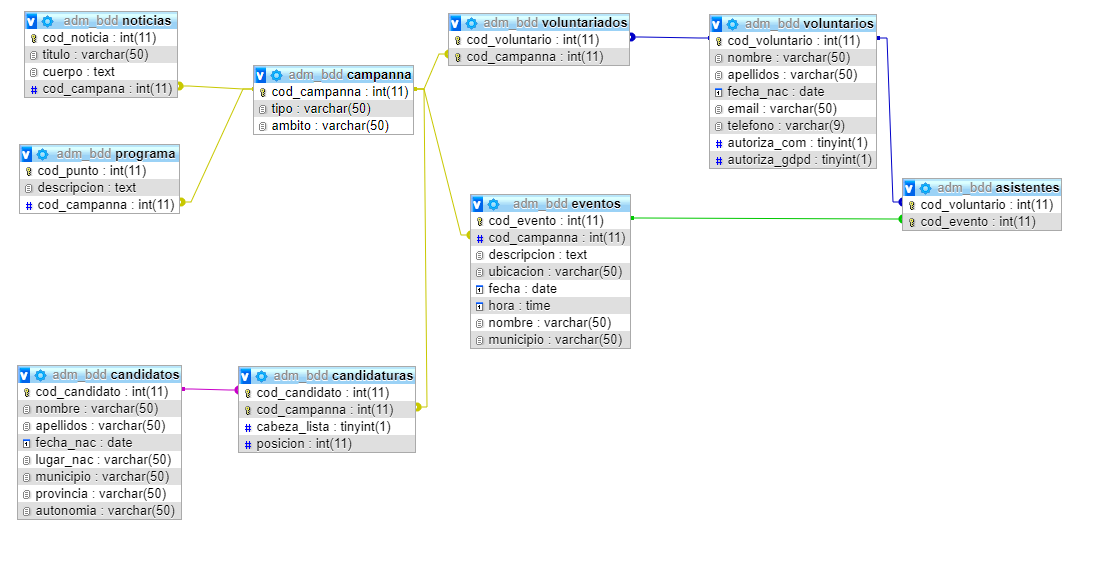 adm_bdd noticias
cod_noticia : int(11)
titulo : varchar(50)
cuerpo : text
cod_campana : int(11)
adm_bdd programa
cod_punto : int(11)
descripcion : text
cod_campanna : int(11)
adm_bdd campanna
cod_campanna : int(11)
tipo : varchar(50)
ambito : varchar(50)
adm_bdd voluntariados
cod_voluntario : int(11)
cod_campanna : int(11)
adm_bdd voluntarios
cod_voluntario : int(11)
nombre : varchar(50)
apellidos : varchar(50)
fecha_nac : date
email : varchar(50)
telefono : varchar(9)
autoriza_com : tinyint(1)
autoriza_gdpd : tinyint(1)
adm_bdd eventos
cod_evento : int(11)
cod_campanna : int(11)
descripcion : text
ubicacion : varchar(50)
fecha : date
hora : time
nombre : varchar(50)
municipio : varchar(50)
adm_bdd asistentes
cod_voluntario : int(11)
cod_evento : int(11)
adm_bdd candidatos
cod_candidato : int(11)
nombre : varchar(50)
apellidos : varchar(50)
fecha_nac : date
lugar_nac : varchar(50)
municipio : varchar(50)
provincia : varchar(50)
autonomia : varchar(50)
adm_bdd candidaturas
cod_candidato : int(11)
cod_campanna : int(11)
cabeza_lista : tinyint(1)
posicion : int(11)